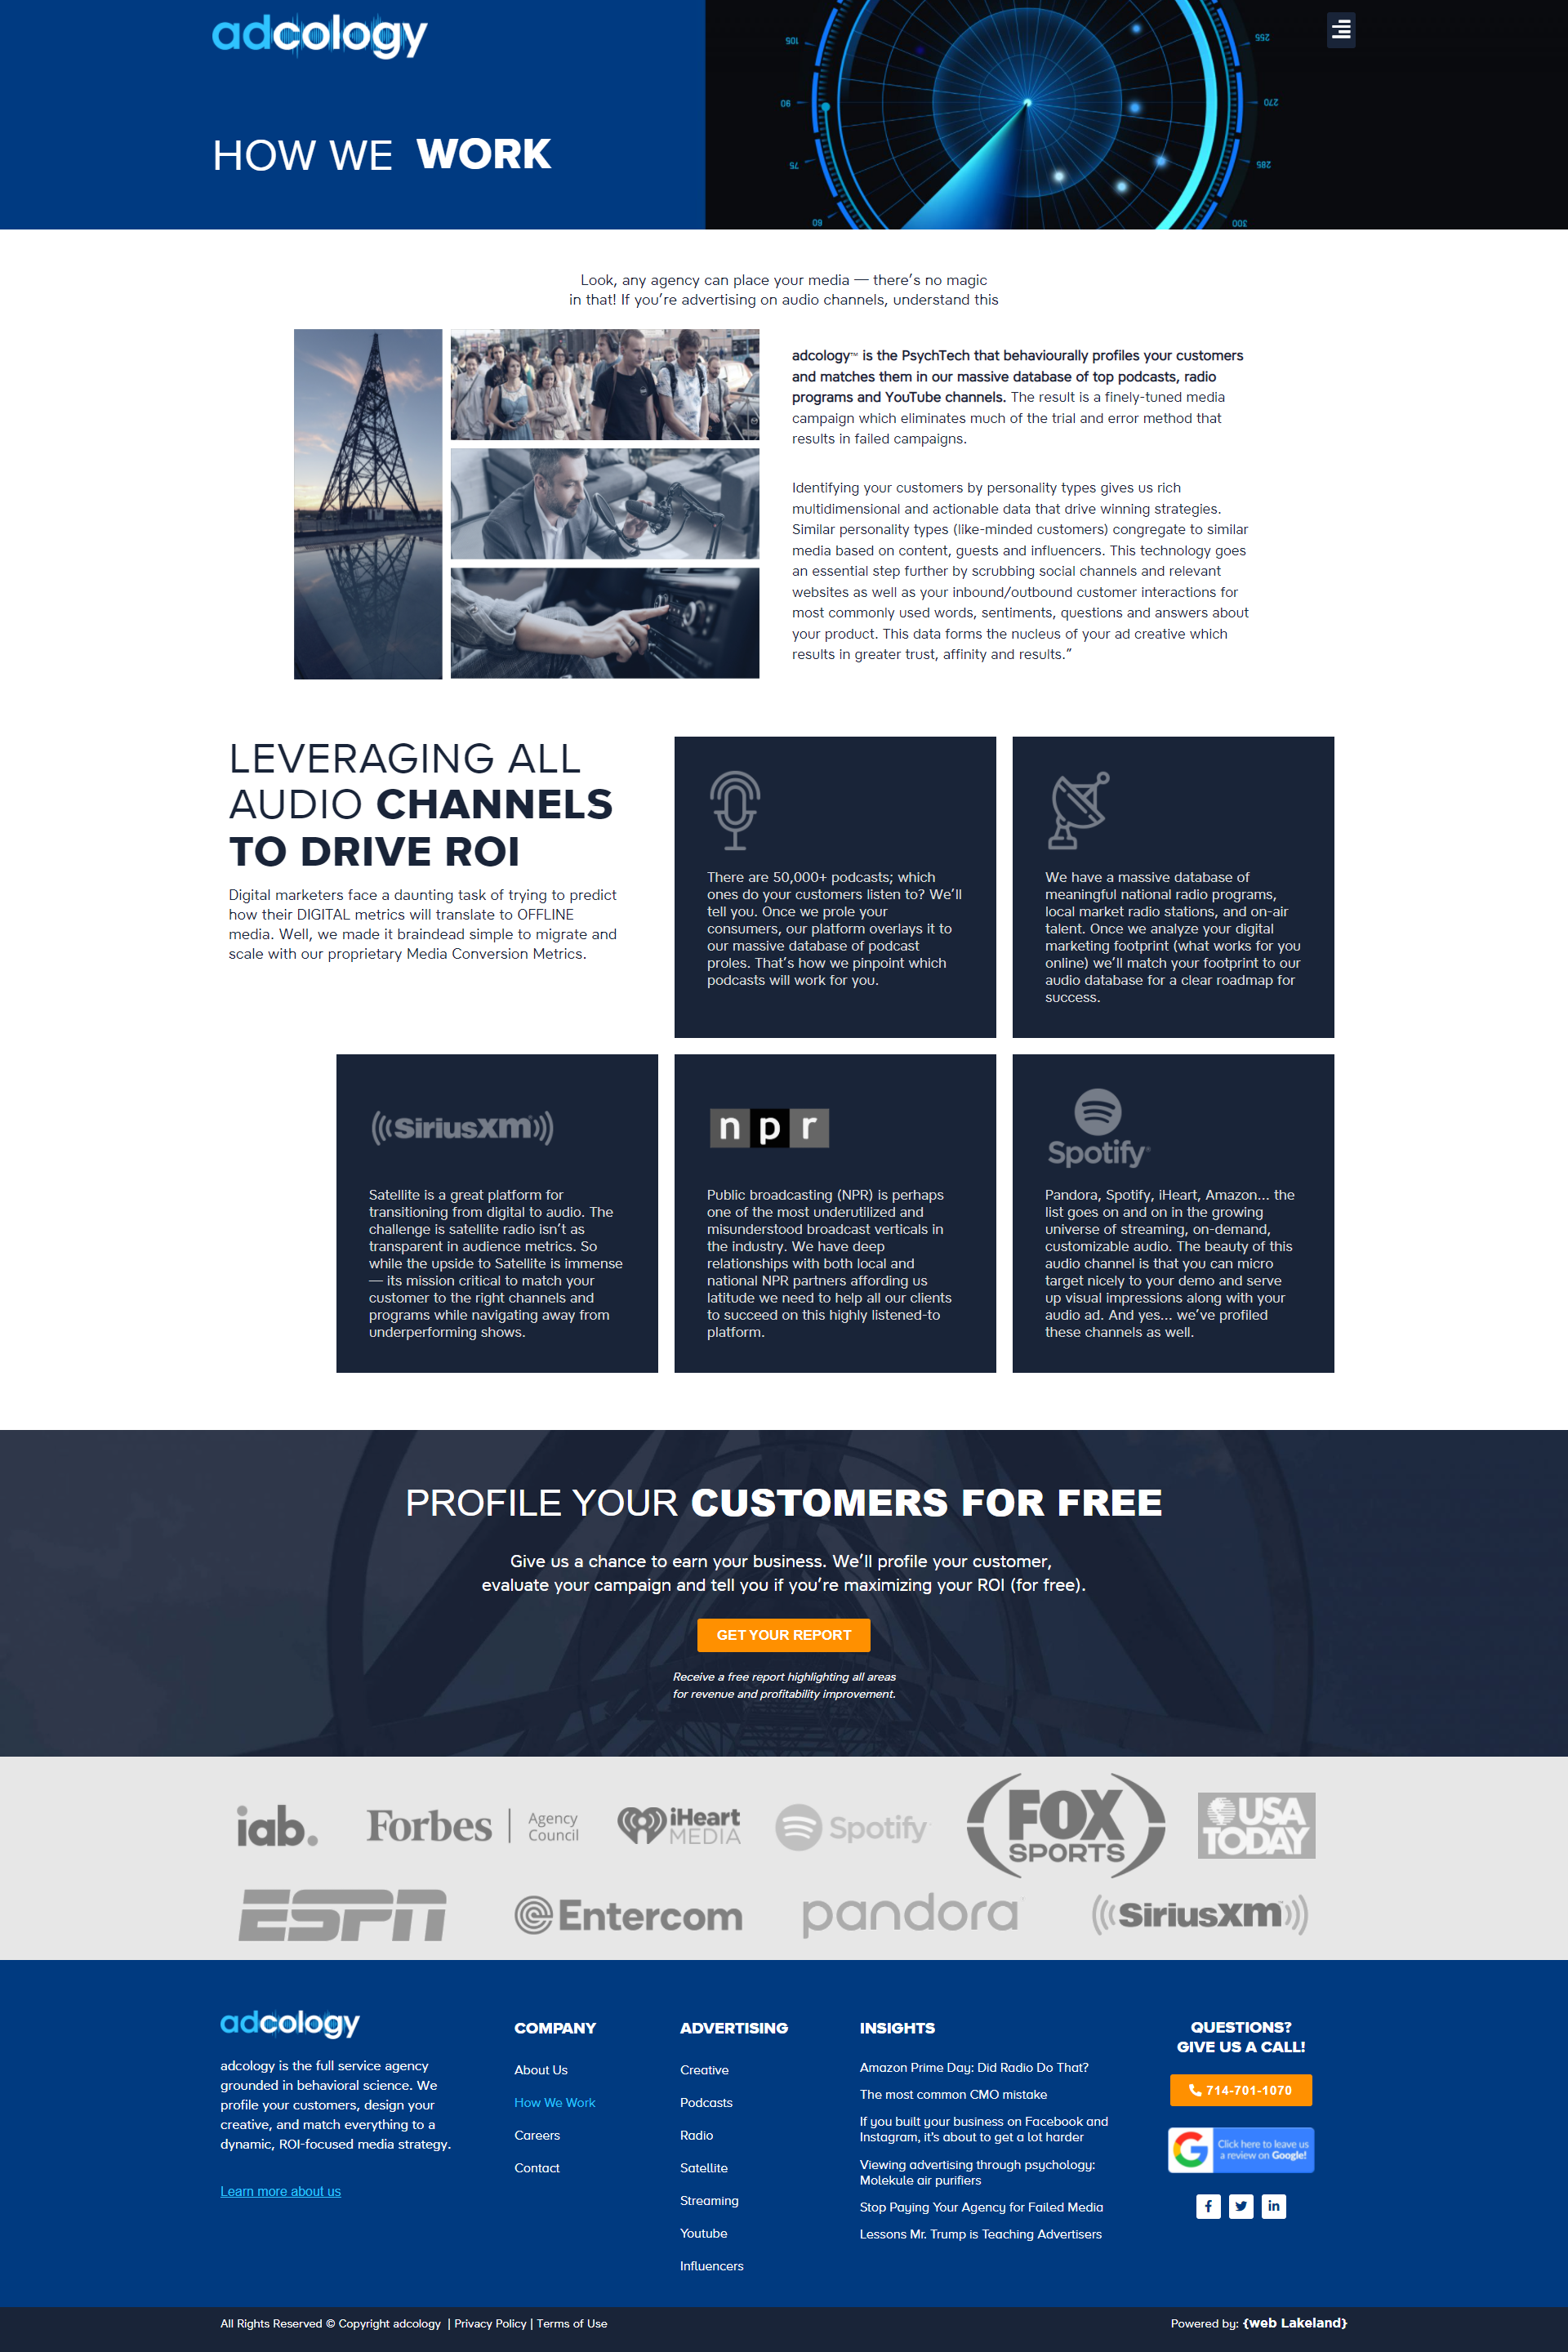 adcology
HOW WE WORK
105
90
75
60
255
270
285
300
Look, any agency can place your media — there's no magic
in that! If you're advertising on audio channels, understand this
adcology™ is the PsychTech that behaviourally profiles your customers
and matches them in our massive database of top podcasts, radio
programs and YouTube channels. The result is a finely-tuned media
campaign which eliminates much of the trial and error method that
results in failed campaigns.
Identifying your customers by personality types gives us rich
multidimensional and actionable data that drive winning strategies.
Similar personality types (like-minded customers) congregate to similar
media based on content, guests and influencers. This technology goes
an essential step further by scrubbing social channels and relevant
websites as well as your inbound/outbound customer interactions for
most commonly used words, sentiments, questions and answers about
your product. This data forms the nucleus of your ad creative which
results in greater trust, affinity and results.”
LEVERAGING ALL
AUDIO CHANNELS
TO DRIVE ROI
Digital marketers face a daunting task of trying to predict
how their DIGITAL metrics will translate to OFFLINE
media. Well, we made it braindead simple to migrate and
scale with our proprietary Media Conversion Metrics.
There are 50,000+ podcasts; which
ones do your customers listen to? We'll
tell you. Once we prole your
consumers, our platform overlays it to
our massive database of podcast
proles. That's how we pinpoint which
podcasts will work for you.
We have a massive database of
meaningful national radio programs,
local market radio stations, and on-air
talent. Once we analyze your digital
marketing footprint (what works for you
online) we'll match your footprint to our
audio database for a clear roadmap for
success.
SiriusXM
Satellite is a great platform for
transitioning from digital to audio. The
challenge is satellite radio isn't as
transparent in audience metrics. So
while the upside to Satellite is immense
— its mission critical to match your
customer to the right channels and
programs while navigating away from
underperforming shows.
npr
Public broadcasting (NPR) is perhaps
one of the most underutilized and
misunderstood broadcast verticals in
the industry. We have deep
relationships with both local and
national NPR partners affording us
latitude we need to help all our clients
to succeed on this highly listened-to
platform.
Spotify®
Pandora, Spotify, iHeart, Amazon... the
list goes on and on in the growing
universe of streaming, on-demand,
customizable audio. The beauty of this
audio channel is that you can micro
target nicely to your demo and serve
up visual impressions along with your
audio ad. And yes... we've profiled
these channels as well.
PROFILE YOUR CUSTOMERS FOR FREE
Give us a chance to earn your business. We'll profile your customer,
evaluate your campaign and tell you if you're maximizing your ROI (for free).
GET YOUR REPORT
Receive a free report highlighting all areas
for revenue and profitability improvement.
iab.
Forbes | Agency
Council
iHeart
MEDIA
Spotify
FOX
SPORTS
USA
TODAY
ESPN
Entercom
pandora
SiriusXM
adcology
adcology is the full service agency
grounded in behavioral science. We
profile your customers, design your
creative, and match everything to a
dynamic, ROI-focused media strategy.
Learn more about us
COMPANY
About Us
How We Work
Careers
Contact
ADVERTISING
Creative
Podcasts
Radio
Satellite
Streaming
Youtube
Influencers
INSIGHTS
Amazon Prime Day: Did Radio Do That?
The most common CMO mistake
If you built your business on Facebook and
Instagram, it's about to get a lot harder
Viewing advertising through psychology:
Molekule air purifiers
Stop Paying Your Agency for Failed Media
Lessons Mr. Trump is Teaching Advertisers
QUESTIONS?
GIVE US A CALL!
714-701-1070
Click here to leave us
a review on Google!
All Rights Reserved © Copyright adcology | Privacy Policy | Terms of Use
Powered by: {web Lakeland}